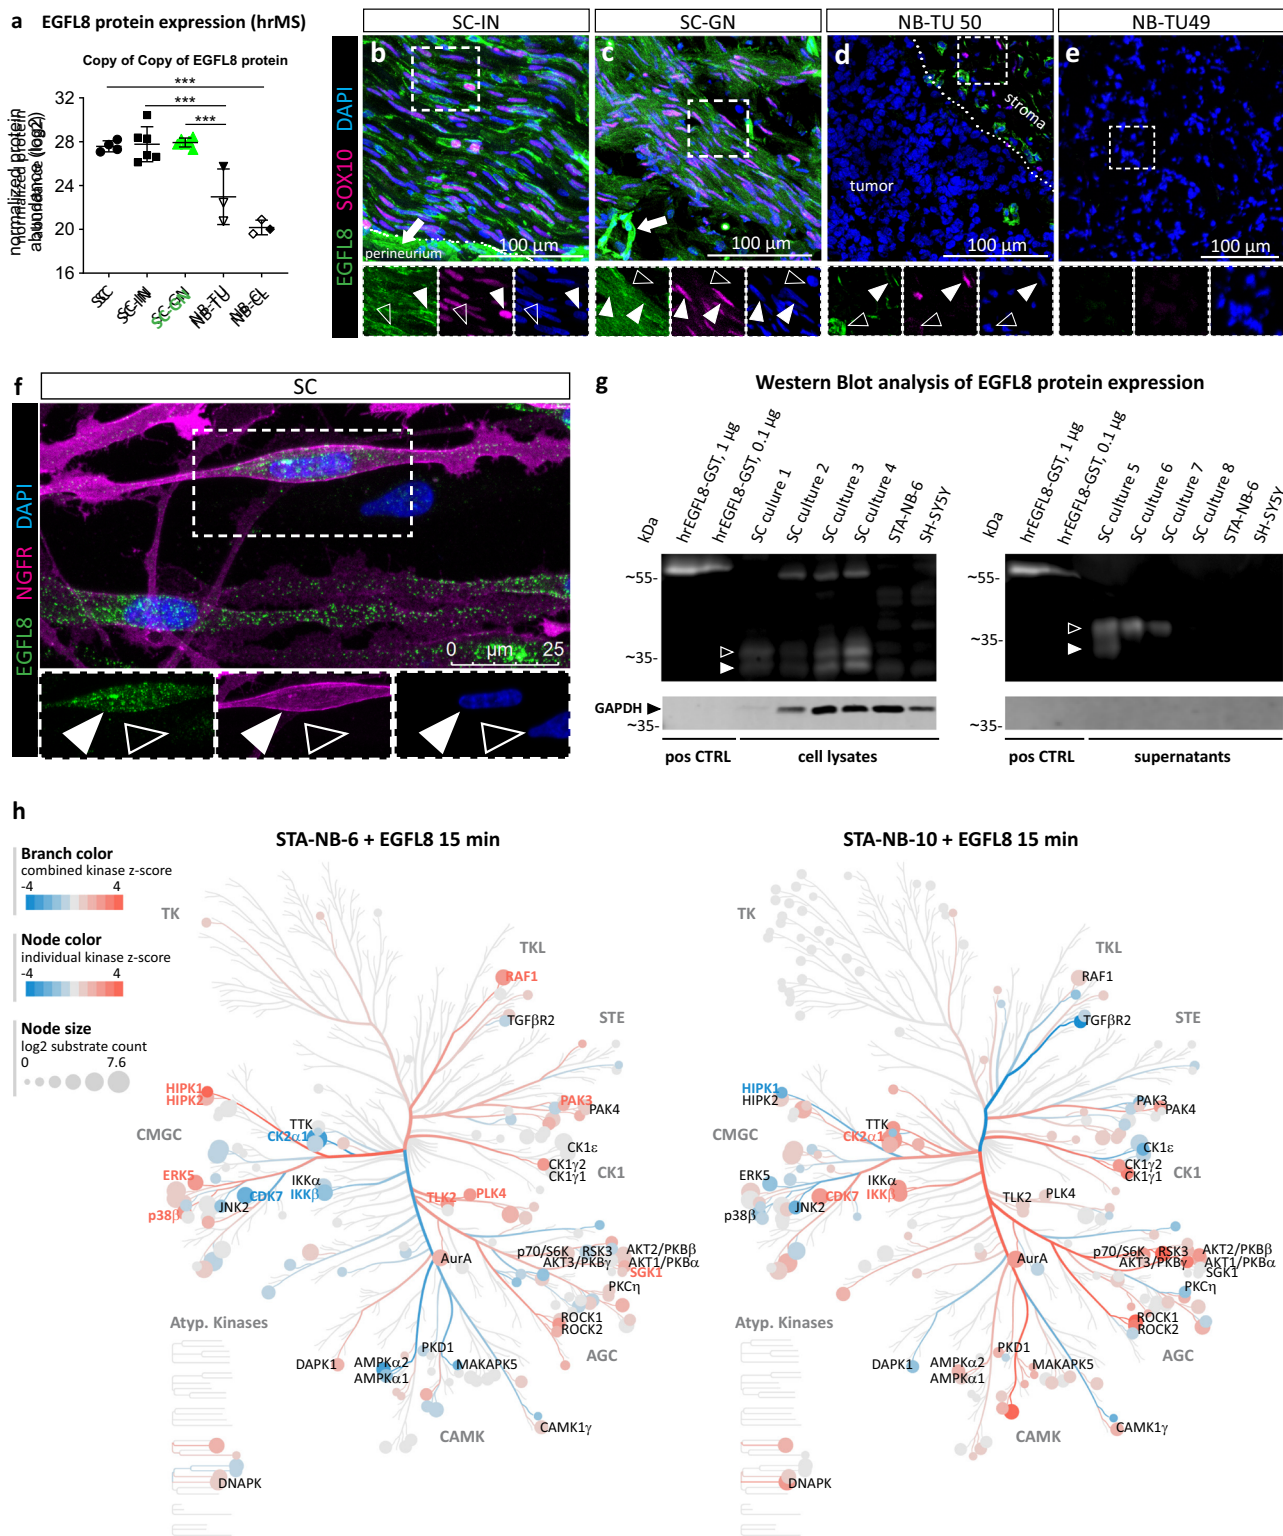 a EGFL8 protein expression (hrMS)
Copy of Copy of EGFL8 protein
***
***
***
normalized protein
abundance (log2)
32
28
24
20
16
SC
SC-IN
SC-GN
NB-TU
NB-CL
EGFL8 SOX10 DAPI
SC-IN
b
perineurium
100 µm
SC-GN
c
100 µm
NB-TU 50
d
stroma
tumor
100 µm
NB-TU49
e
100 µm
f
SC
EGFL8 NGFR DAPI
0 µm 25
g Western Blot analysis of EGFL8 protein expression
kDa
hrEGFL8-GST, 1 µg
hrEGFL8-GST, 0.1 µg
SC culture 1
SC culture 2
SC culture 3
SC culture 4
STA-NB-6
SH-SY5Y
~55-
~35-
GAPDH
~35-
pos CTRL
cell lysates
kDa
hrEGFL8-GST, 1 µg
hrEGFL8-GST, 0.1 µg
SC culture 5
SC culture 6
SC culture 7
SC culture 8
STA-NB-6
SH-SY5Y
~55-
~35-
~35-
pos CTRL
supernatants
h
Branch color
combined kinase z-score
-4 4
Node color
individual kinase z-score
-4 4
Node size
log2 substrate count
0 7.6
STA-NB-6 + EGFL8 15 min
TK
TKL
RAF1
TGFβR2
STE
HIPK1
HIPK2
PAK3
PAK4
TTK
CK2α1
CMGC
CK1ε
CK1γ2
CK1γ1
CK1
ERK5
IKKα
IKKβ
CDK7
JNK2
p38β
TLK2
PLK4
AurA
p70/S6K
RSK3
AKT2/PKBβ
AKT3/PKBγ
AKT1/PKBα
SGK1
PKCη
ROCK1
ROCK2
Atyp. Kinases
DAPK1
AMPKα2
AMPKα1
PKD1
MAKAPK5
AGC
CAMK1γ
CAMK
DNAPK
STA-NB-10 + EGFL8 15 min
TK
TKL
RAF1
TGFβR2
STE
HIPK1
HIPK2
PAK3
PAK4
TTK
CK2α1
CMGC
CK1ε
CK1γ2
CK1γ1
CK1
ERK5
IKKα
IKKβ
CDK7
JNK2
p38β
TLK2
PLK4
AurA
p70/S6K
RSK3
AKT2/PKBβ
AKT3/PKBγ
AKT1/PKBα
SGK1
PKCη
ROCK1
ROCK2
Atyp. Kinases
DAPK1
AMPKα2
AMPKα1
PKD1
MAKAPK5
AGC
CAMK1γ
CAMK
DNAPK